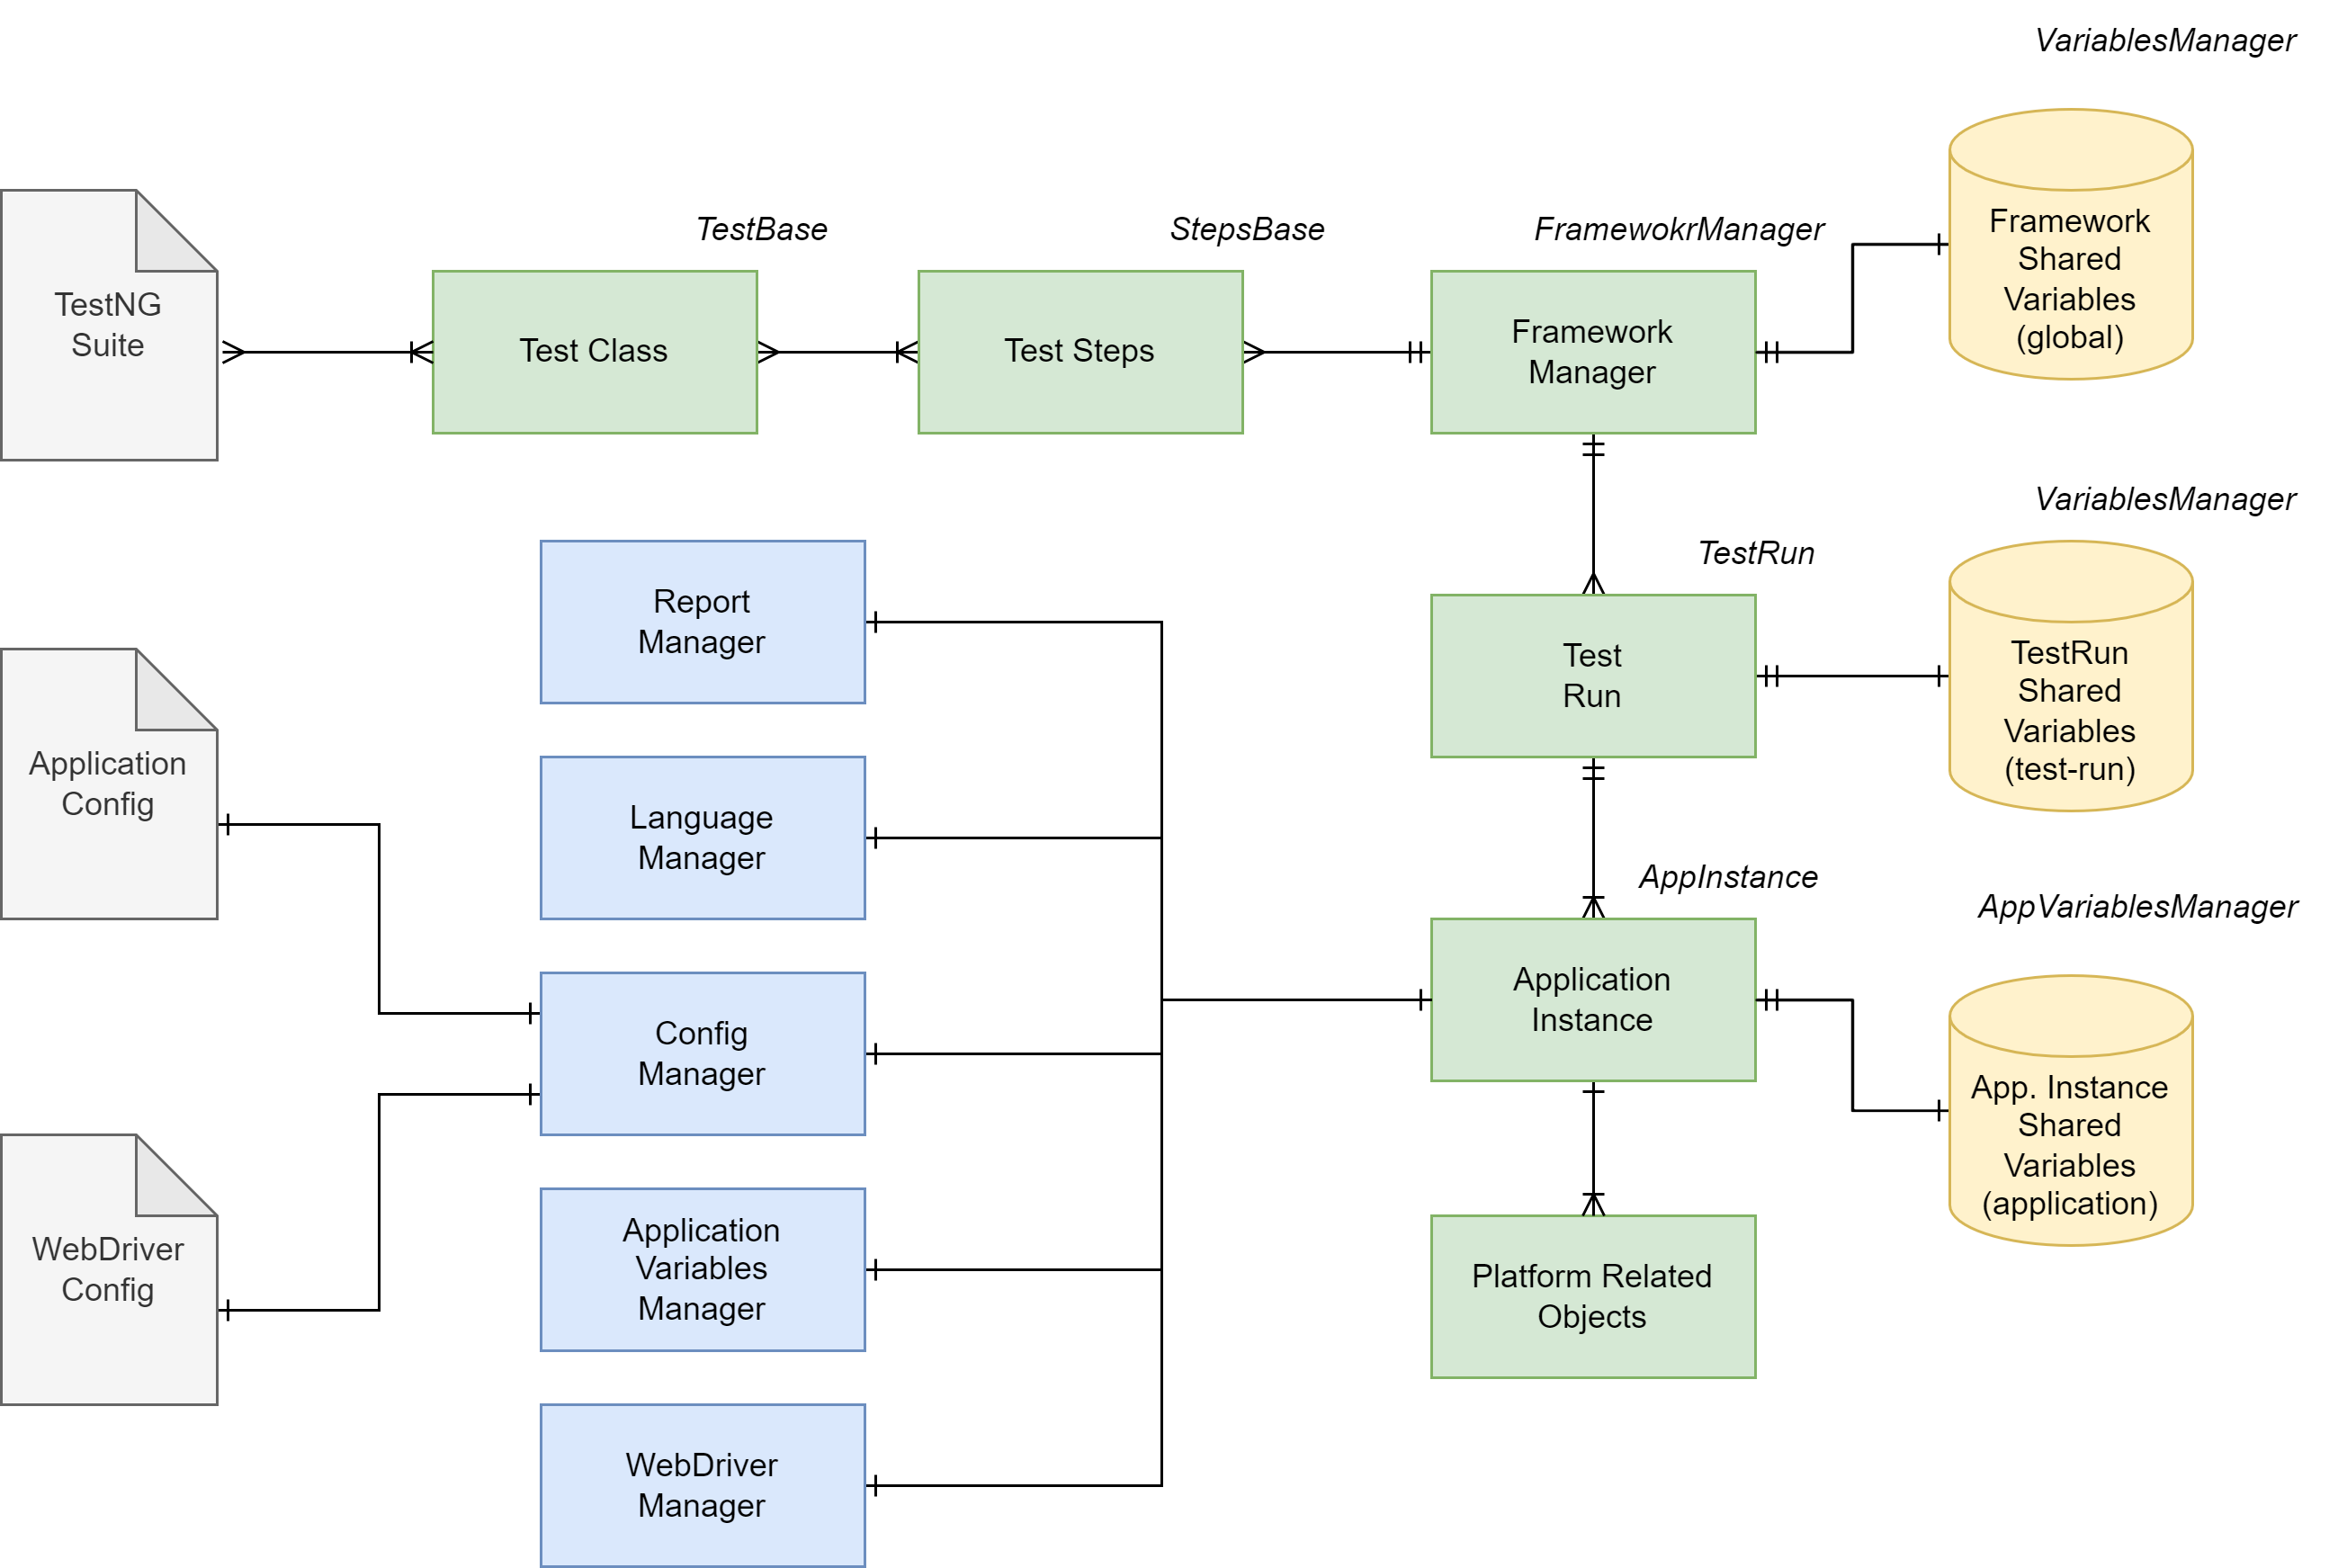 VariablesManager
Framework
Shared
Variables
(global)
TestNG
Suite
TestBase
Test Class
StepsBase
Test Steps
FramewokrManager
Framework
Manager
VariablesManager
TestRun
Test
Run
TestRun
Shared
Variables
(test-run)
Report
Manager
Application
Config
Language
Manager
AppInstance
Application
Instance
AppVariablesManager
App. Instance
Shared
Variables
(application)
Config
Manager
WebDriver
Config
Application
Variables
Manager
Platform Related
Objects
WebDriver
Manager